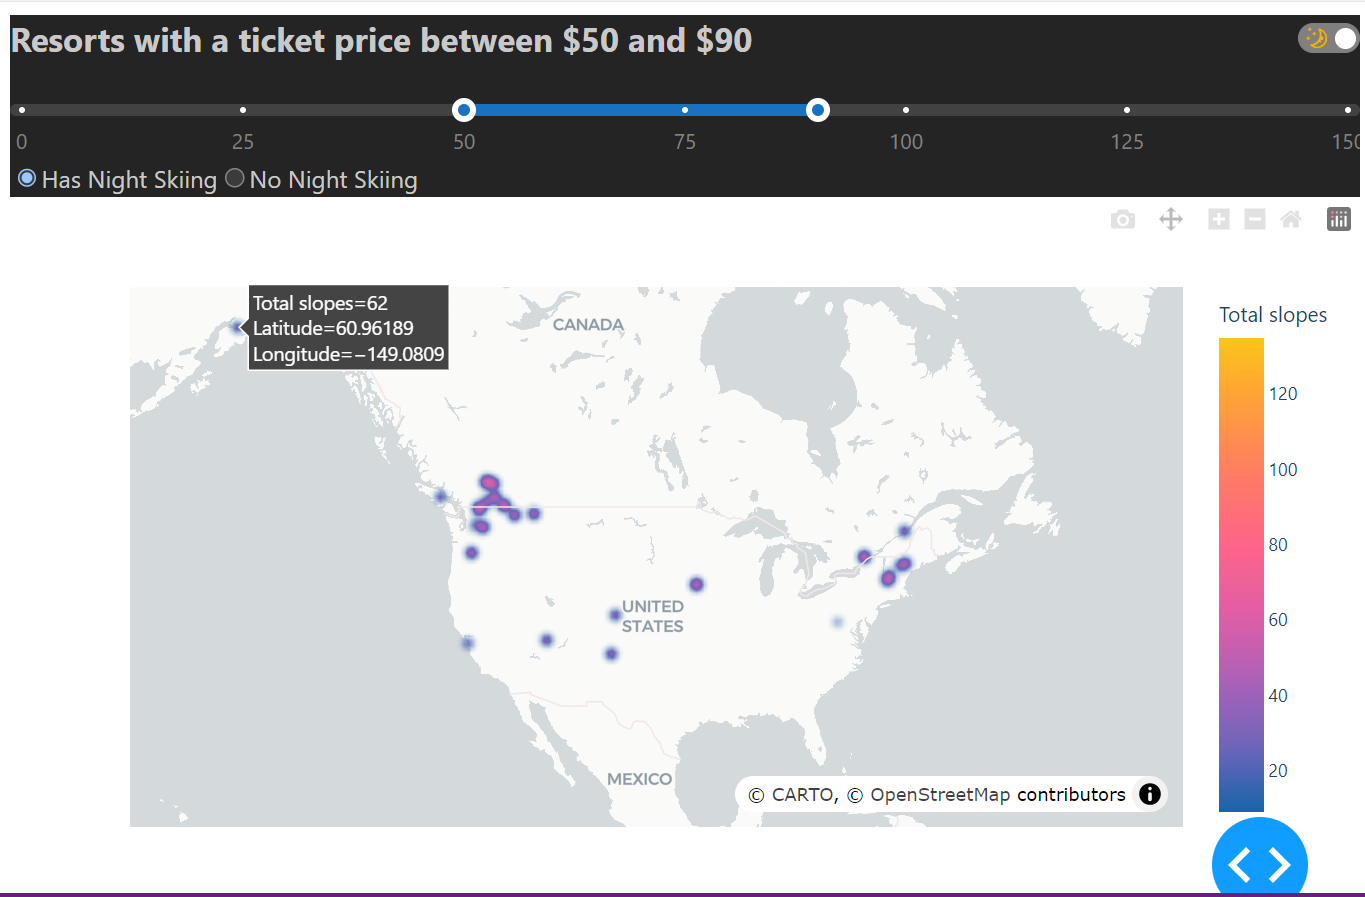 Resorts with a ticket price between $50 and $90
0 25 50 75 100 125 150
Has Night Skiing No Night Skiing
Total slopes=62
Latitude=60.96189
Longitude=−149.0809
CANADA
UNITED
STATES
MEXICO
© CARTO, © OpenStreetMap contributors
Total slopes
120
100
80
60
40
20